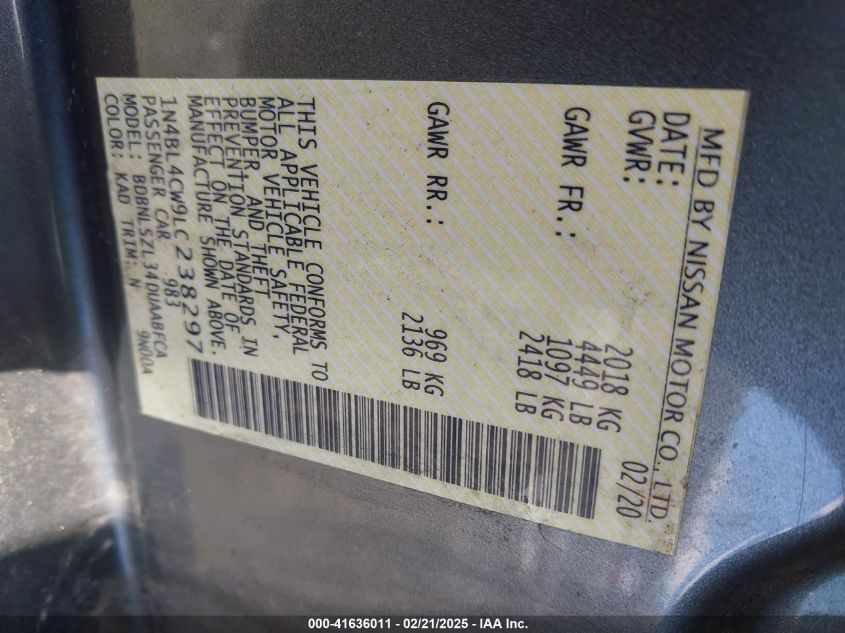 MFD BY NISSAN MOTOR CO., LTD.
DATE: 02/20
GVWR: 2018 KG
4449 LB
GAWR FR.: 1097 KG
2418 LB
GAWR RR.: 969 KG
2136 LB
THIS VEHICLE CONFORMS TO
ALL APPLICABLE FEDERAL
MOTOR VEHICLE SAFETY,
BUMPER, AND THEFT
PREVENTION STANDARDS IN
EFFECT ON THE DATE OF
MANUFACTURE SHOWN ABOVE.
1N4BL4CW9LC238297
PASSENGER CAR 983
MODEL: BDBNLSZL34DUAABFCA
COLOR: KAD TRIM: N 9N00A
000-41636011 - 02/21/2025 - IAA Inc.